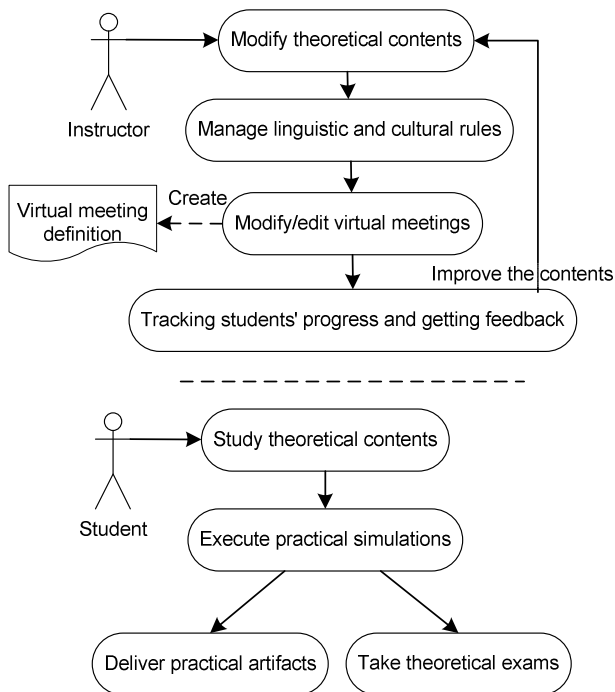 Modify theoretical contents
Instructor
Manage linguistic and cultural rules
Create
Virtual meeting
definition
Modify/edit virtual meetings
Improve the contents
Tracking students' progress and getting feedback
Study theoretical contents
Student
Execute practical simulations
Deliver practical artifacts
Take theoretical exams